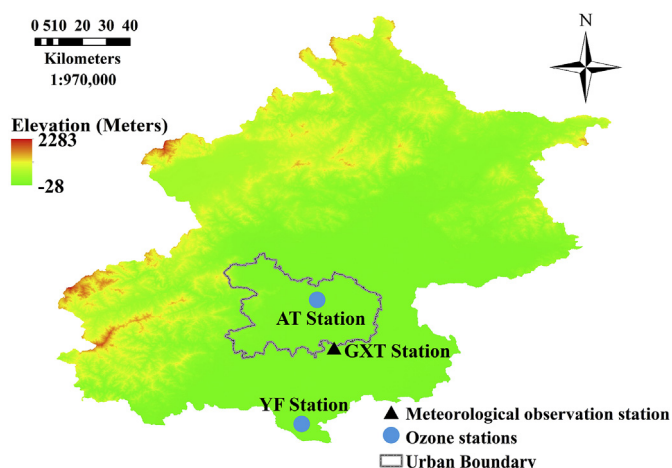 0 5 10 20 30 40
Kilometers
1:970,000
N
Elevation (Meters)
2283
-28
AT Station
GXT Station
YF Station
Meteorological observation station
Ozone stations
Urban Boundary